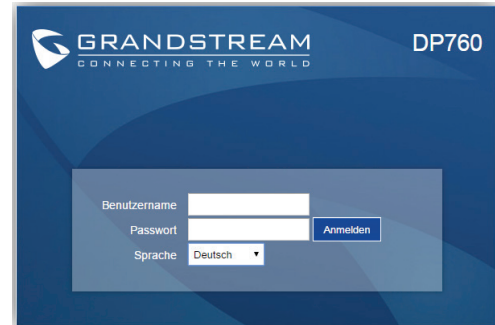 GRANDSTREAM
CONNECTING THE WORLD
DP760
Benutzername
Passwort
Anmelden
Sprache
Deutsch